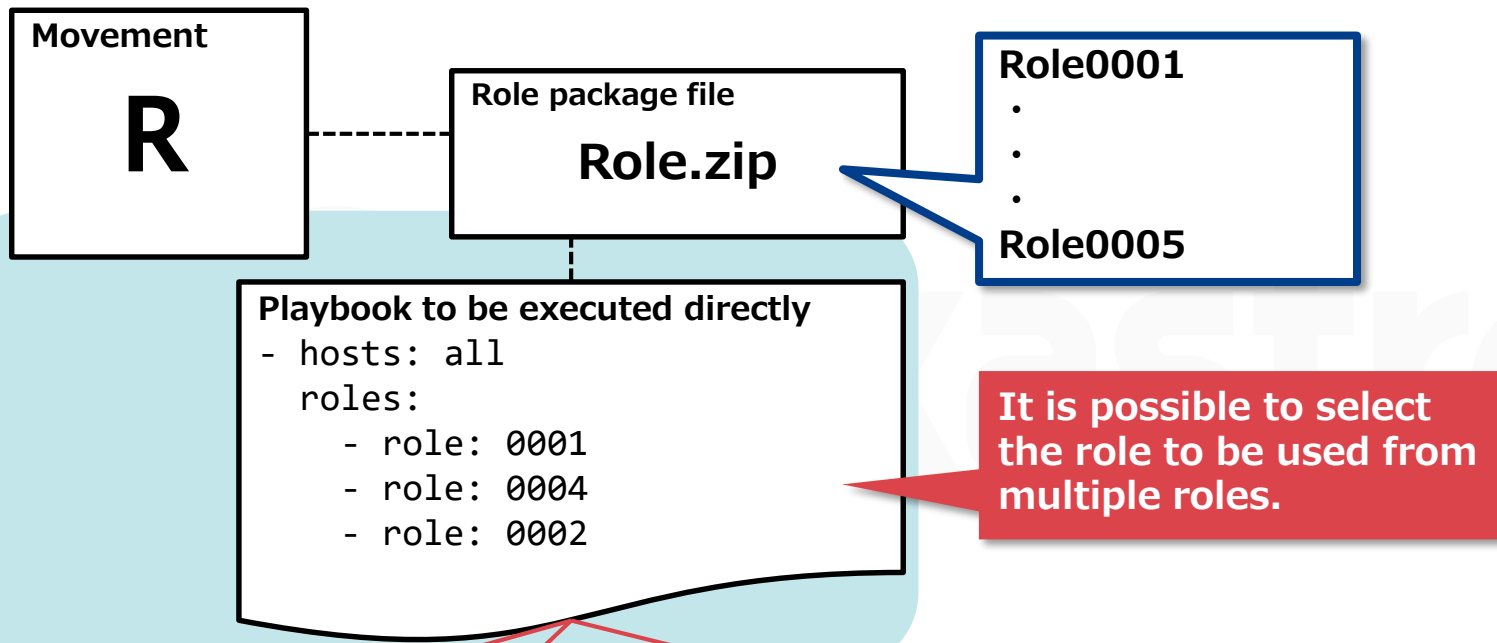 Movement
R
Role package file
Role.zip
Role0001
・
・
・
Role0005
Playbook to be executed directly
- hosts: all
roles:
- role: 0001
- role: 0004
- role: 0002
It is possible to select
the role to be used from
multiple roles.